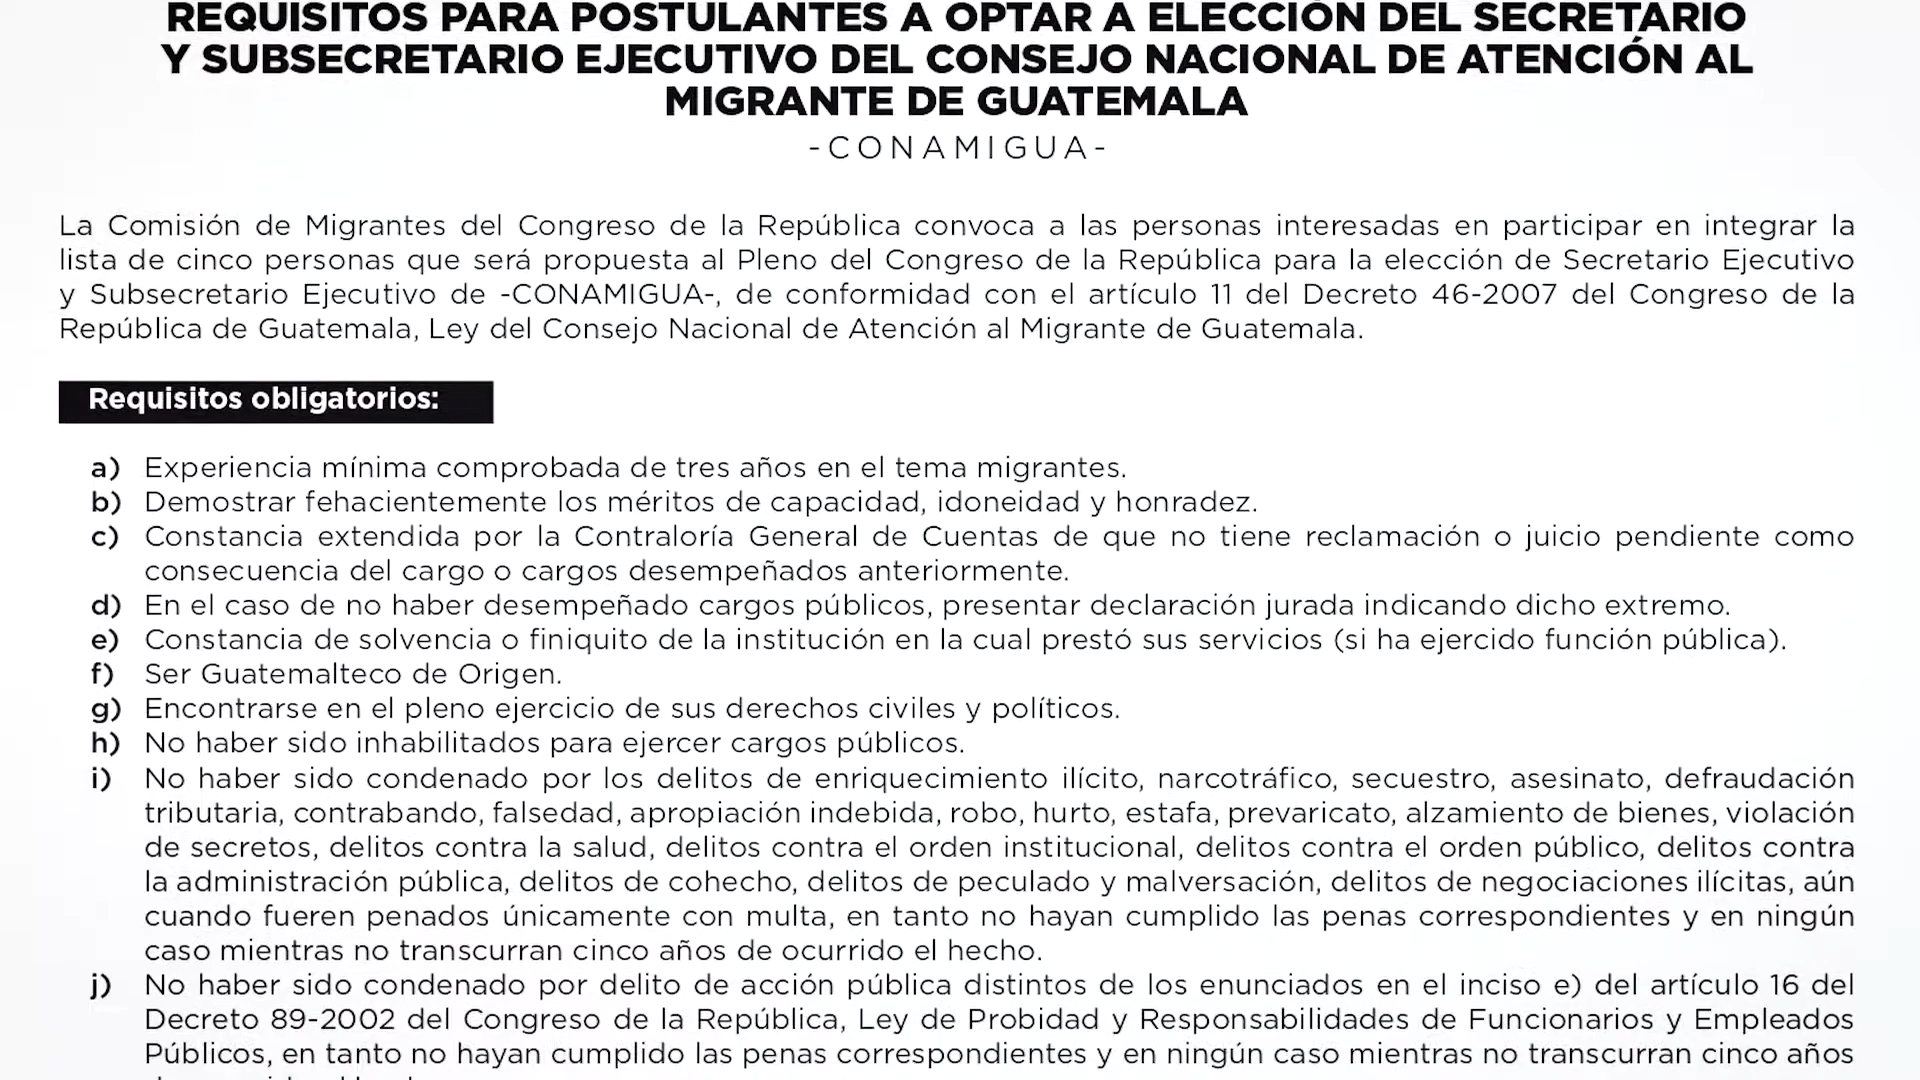 REQUISITOS PARA POSTULANTES A OPTAR A ELECCIÓN DEL SECRETARIO
Y SUBSECRETARIO EJECUTIVO DEL CONSEJO NACIONAL DE ATENCIÓN AL
MIGRANTE DE GUATEMALA
-CONAMIGUA-
La Comisión de Migrantes del Congreso de la República convoca a las personas interesadas en participar en integrar la
lista de cinco personas que será propuesta al Pleno del Congreso de la República para la elección de Secretario Ejecutivo
y Subsecretario Ejecutivo de -CONAMIGUA-, de conformidad con el artículo 11 del Decreto 46-2007 del Congreso de la
República de Guatemala, Ley del Consejo Nacional de Atención al Migrante de Guatemala.
Requisitos obligatorios:
a) Experiencia mínima comprobada de tres años en el tema migrantes.
b) Demostrar fehacientemente los méritos de capacidad, idoneidad y honradez.
c) Constancia extendida por la Contraloría General de Cuentas de que no tiene reclamación o juicio pendiente como
consecuencia del cargo o cargos desempeñados anteriormente.
d) En el caso de no haber desempeñado cargos públicos, presentar declaración jurada indicando dicho extremo.
e) Constancia de solvencia o finiquito de la institución en la cual prestó sus servicios (si ha ejercido función pública).
f) Ser Guatemalteco de Origen.
g) Encontrarse en el pleno ejercicio de sus derechos civiles y políticos.
h) No haber sido inhabilitados para ejercer cargos públicos.
i) No haber sido condenado por los delitos de enriquecimiento ilícito, narcotráfico, secuestro, asesinato, defraudación
tributaria, contrabando, falsedad, apropiación indebida, robo, hurto, estafa, prevaricato, alzamiento de bienes, violación
de secretos, delitos contra la salud, delitos contra el orden institucional, delitos contra el orden público, delitos contra
la administración pública, delitos de cohecho, delitos de peculado y malversación, delitos de negociaciones ilícitas, aún
cuando fueren penados únicamente con multa, en tanto no hayan cumplido las penas correspondientes y en ningún
caso mientras no transcurran cinco años de ocurrido el hecho.
j) No haber sido condenado por delito de acción pública distintos de los enunciados en el inciso e) del artículo 16 del
Decreto 89-2002 del Congreso de la República, Ley de Probidad y Responsabilidades de Funcionarios y Empleados
Públicos, en tanto no hayan cumplido las penas correspondientes y en ningún caso mientras no transcurran cinco años